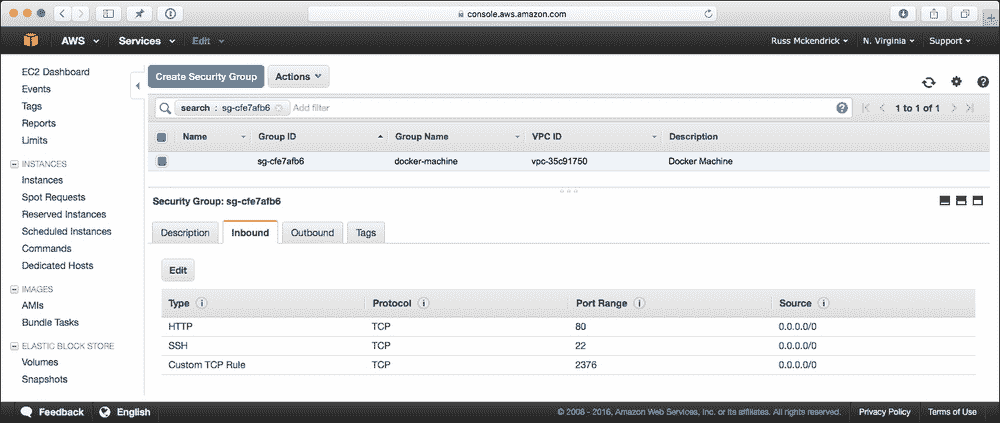 console.aws.amazon.com
AWS Services Edit Russ Mckendrick N. Virginia Support
EC2 Dashboard
Events
Tags
Reports
Limits
INSTANCES
Instances
Spot Requests
Reserved Instances
Scheduled Instances
Commands
Dedicated Hosts
IMAGES
AMIs
Bundle Tasks
ELASTIC BLOCK STORE
Volumes
Snapshots
Create Security Group Actions
search : sg-cfe7afb6 Add filter 1 to 1 of 1
Name Group ID Group Name VPC ID Description
sg-cfe7afb6 docker-machine vpc-35c91750 Docker Machine
Security Group: sg-cfe7afb6
Description Inbound Outbound Tags
Edit
Type Protocol Port Range Source
HTTP TCP 80 0.0.0.0/0
SSH TCP 22 0.0.0.0/0
Custom TCP Rule TCP 2376 0.0.0.0/0
Feedback English © 2008 - 2016, Amazon Web Services, Inc. or its affiliates. All rights reserved. Privacy Policy Terms of Use